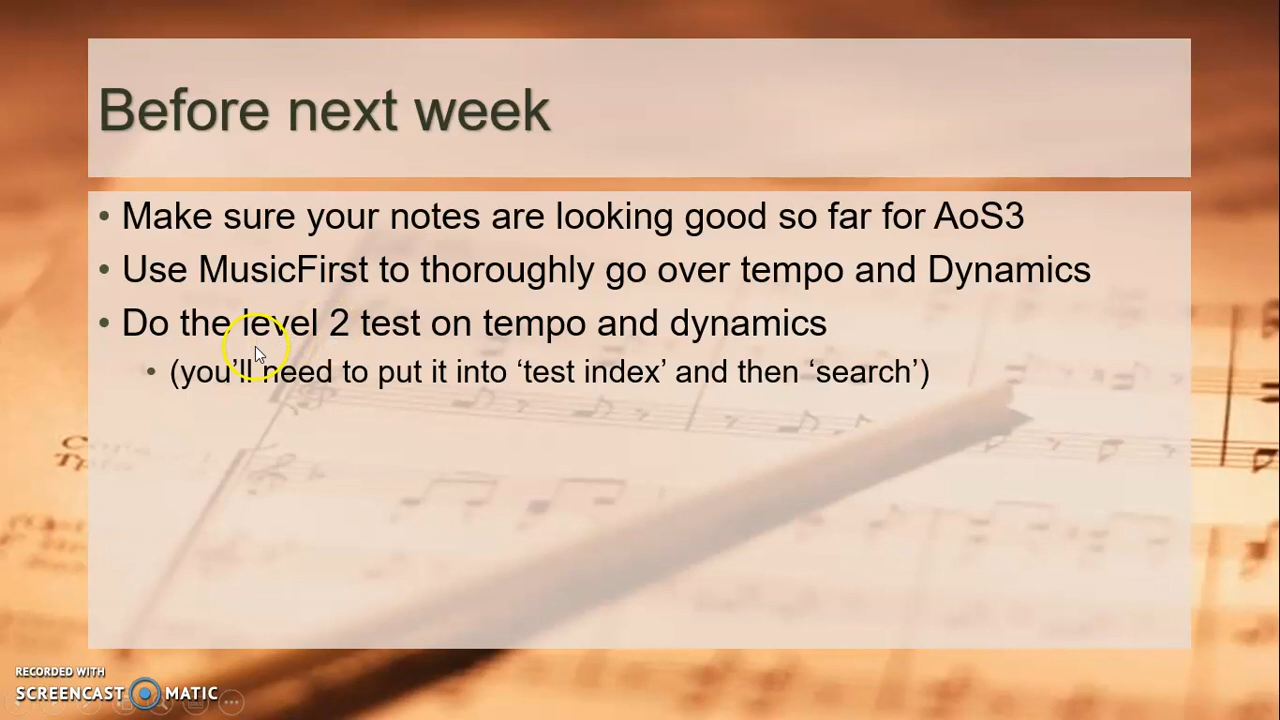 Before next week
• Make sure your notes are looking good so far for AoS3
• Use MusicFirst to thoroughly go over tempo and Dynamics
• Do the level 2 test on tempo and dynamics
• (you’ll need to put it into ‘test index’ and then ‘search’)
RECORDED WITH
SCREENCAST MATIC